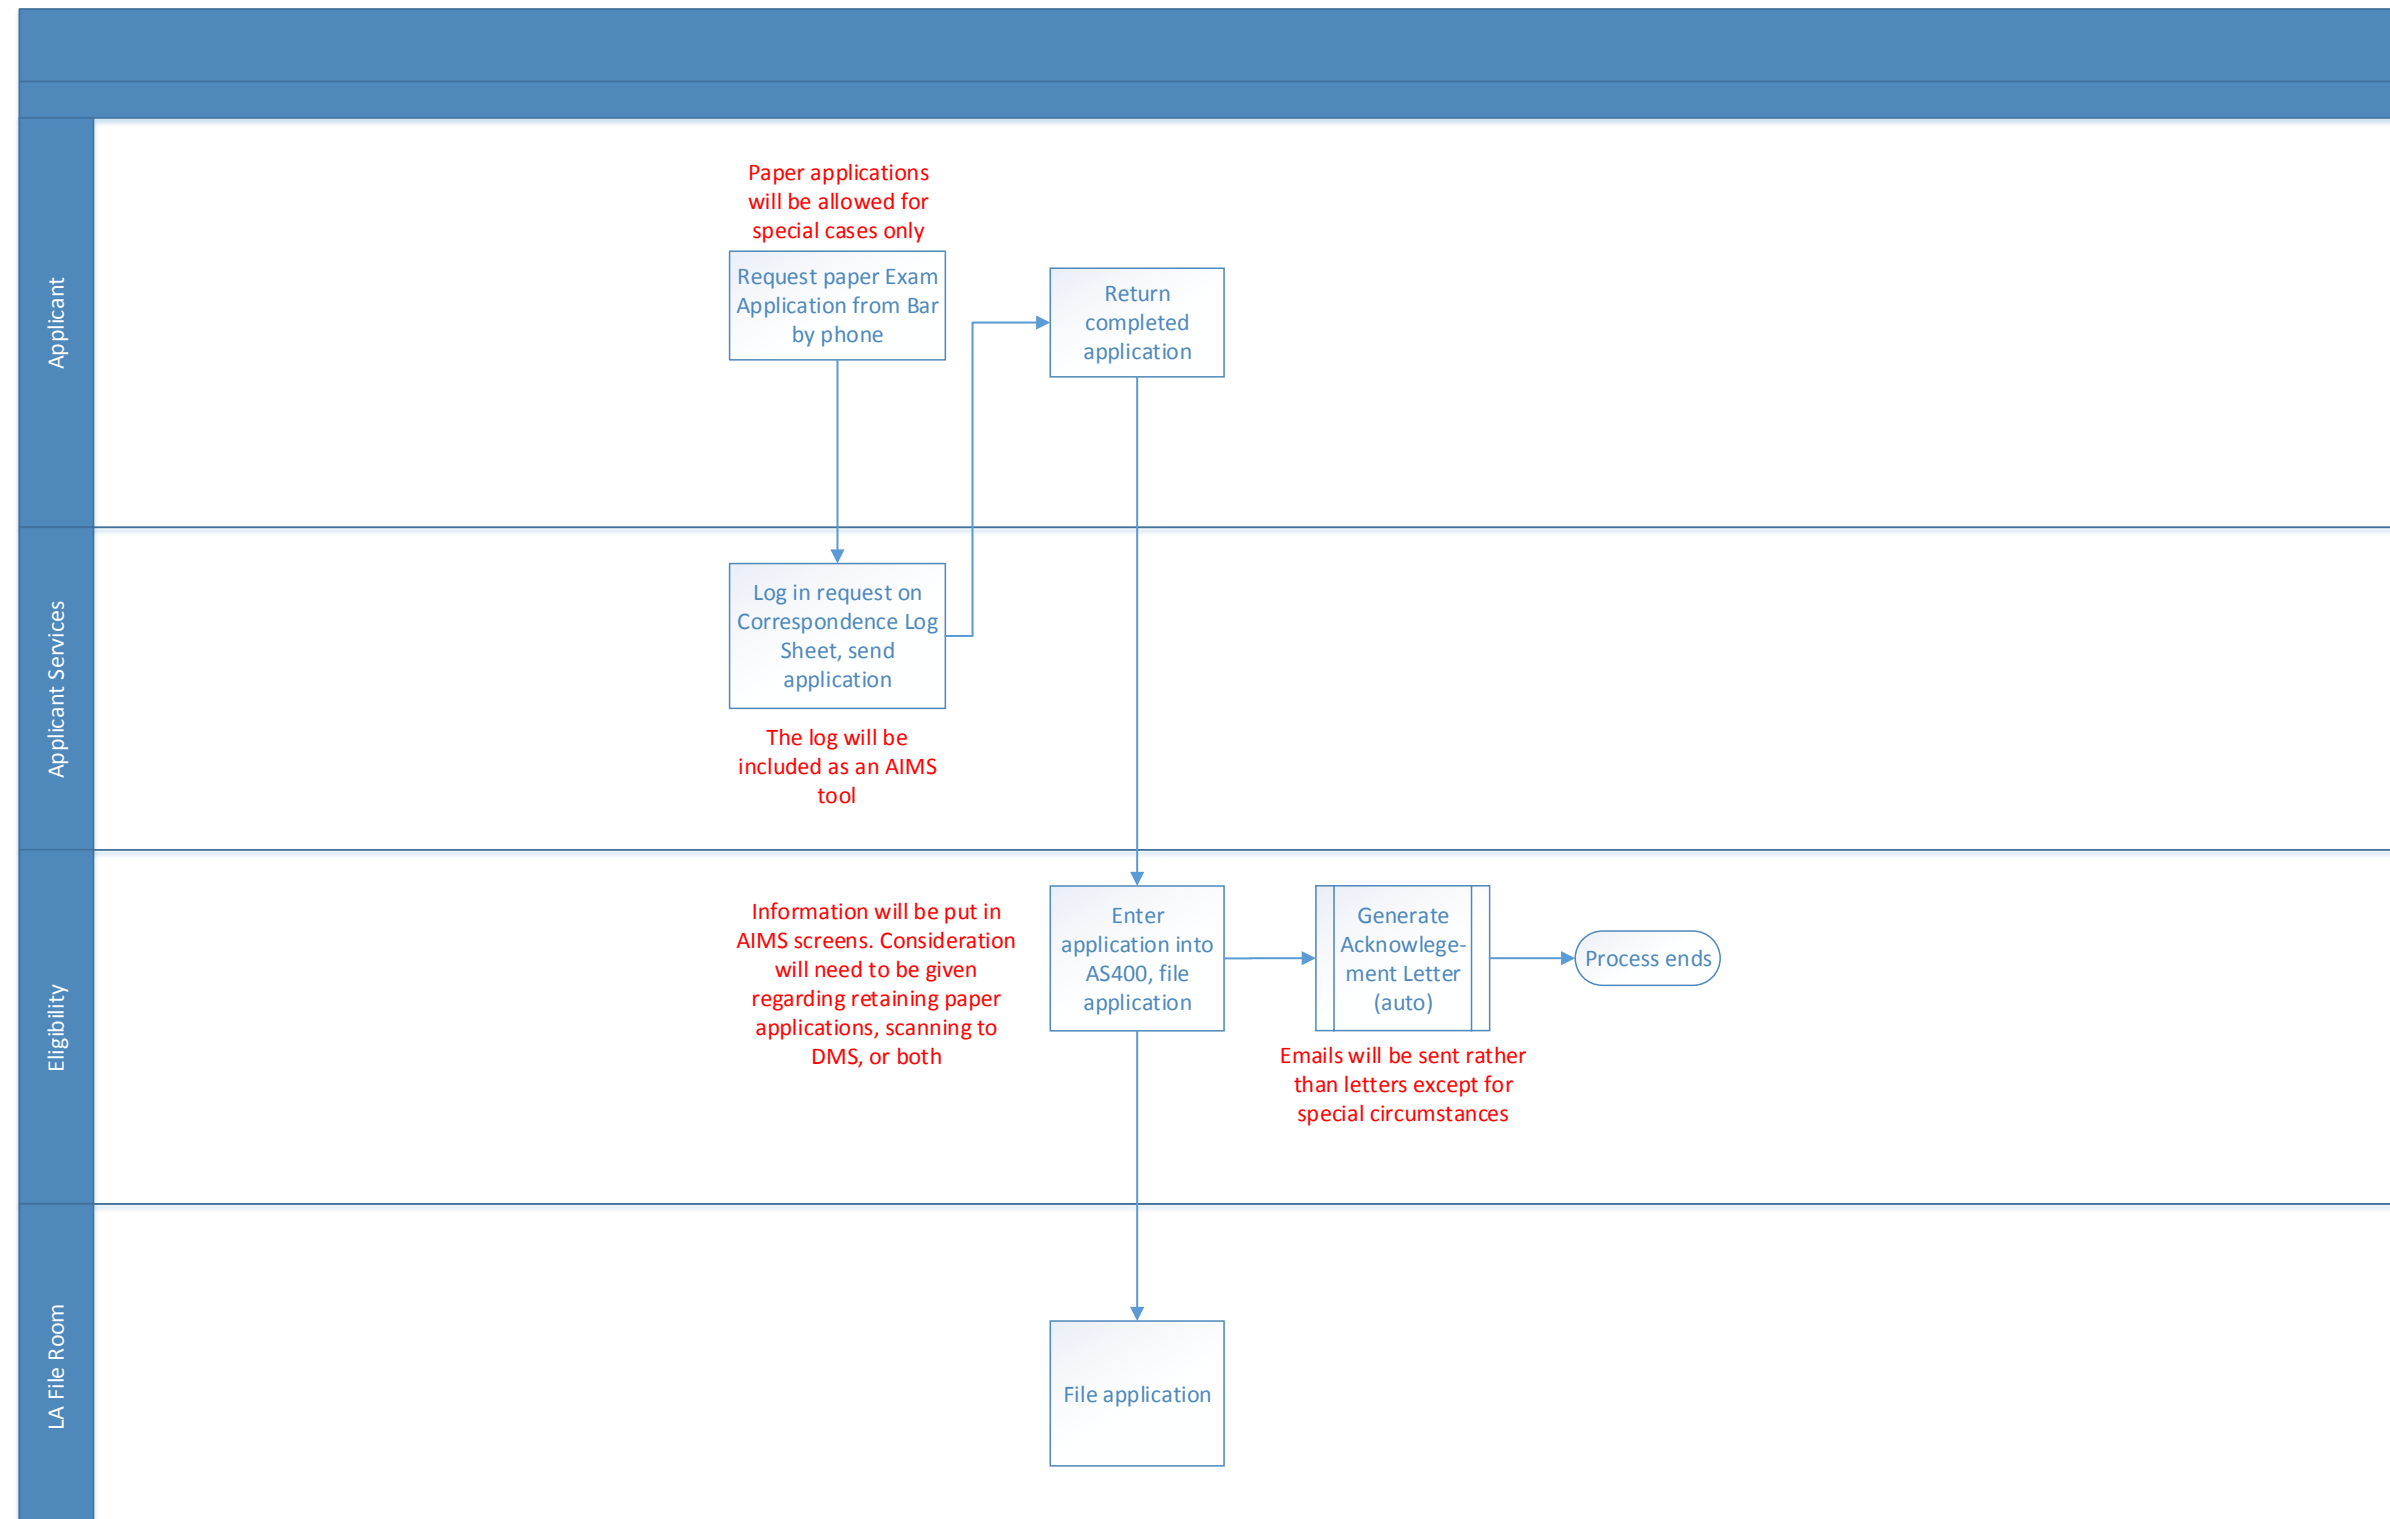 Applicant
Paper applications
will be allowed for
special cases only
Request paper Exam
Application from Bar
by phone
Return
completed
application
Applicant Services
Log in request on
Correspondence Log
Sheet, send
application
The log will be
included as an AIMS
tool
Eligibility
Information will be put in
AIMS screens. Consideration
will need to be given
regarding retaining paper
applications, scanning to
DMS, or both
Enter
application into
AS400, file
application
Generate
Acknowlege-
ment Letter
(auto)
Process ends
Emails will be sent rather
than letters except for
special circumstances
LA File Room
File application